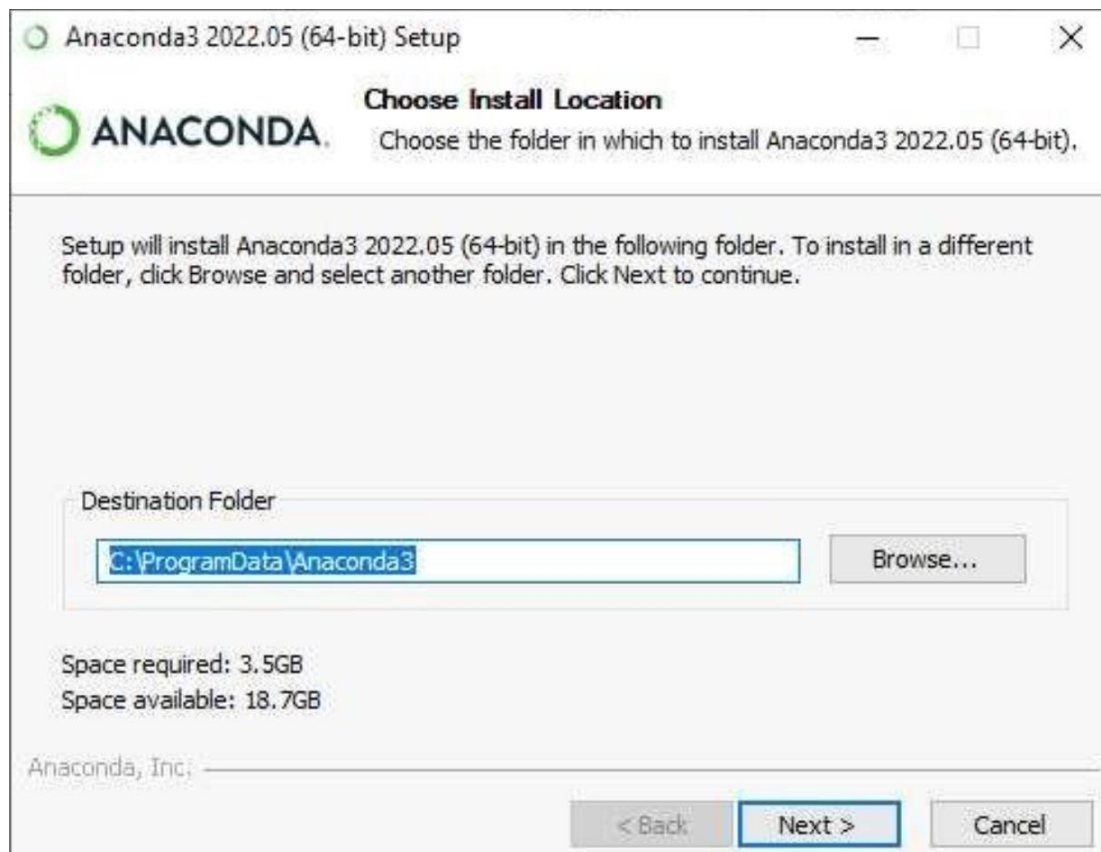 Anaconda3 2022.05 (64-bit) Setup
ANACONDA.
Choose Install Location
Choose the folder in which to install Anaconda3 2022.05 (64-bit).
Setup will install Anaconda3 2022.05 (64-bit) in the following folder. To install in a different
folder, click Browse and select another folder. Click Next to continue.
Destination Folder
C:\ProgramData\Anaconda3
Browse...
Space required: 3.5GB
Space available: 18.7GB
Anaconda, Inc.
< Back
Next >
Cancel